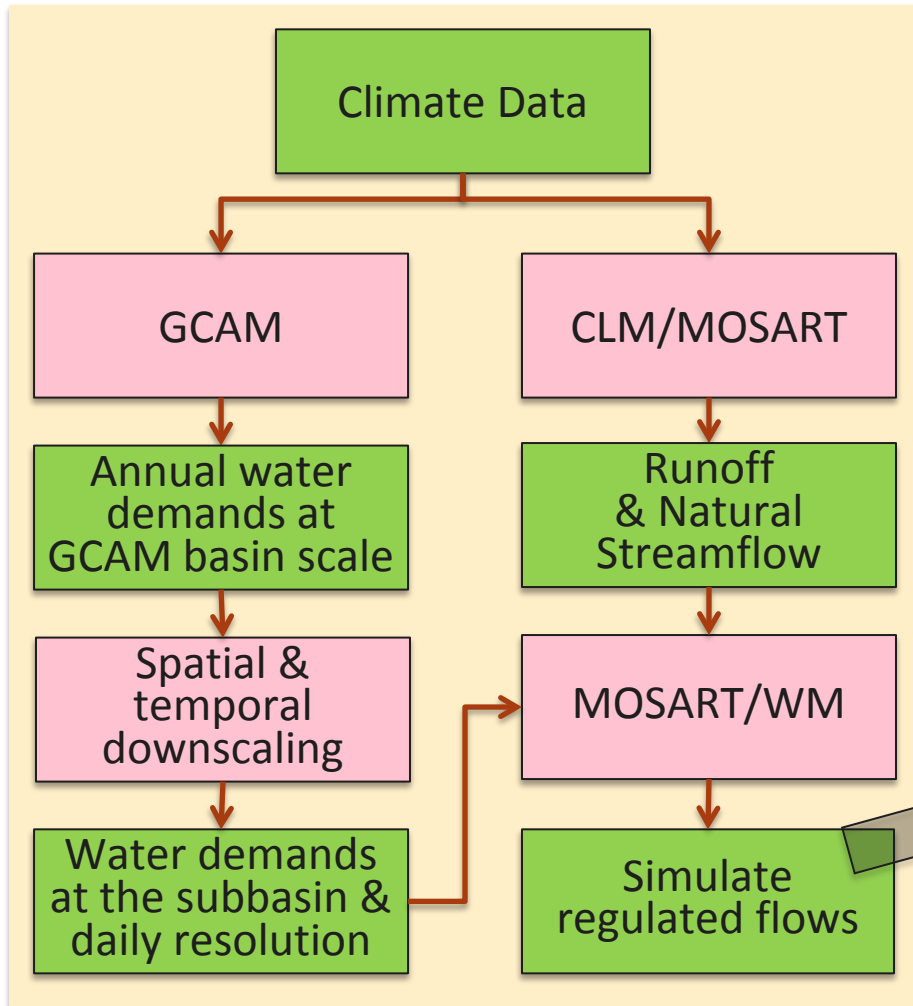 Climate Data
GCAM
CLM/MOSART
Annual water
demands at
GCAM basin scale
Runoff
& Natural
Streamflow
Spatial &
temporal
downscaling
MOSART/WM
Water demands
at the subbasin &
daily resolution
Simulate
regulated flows